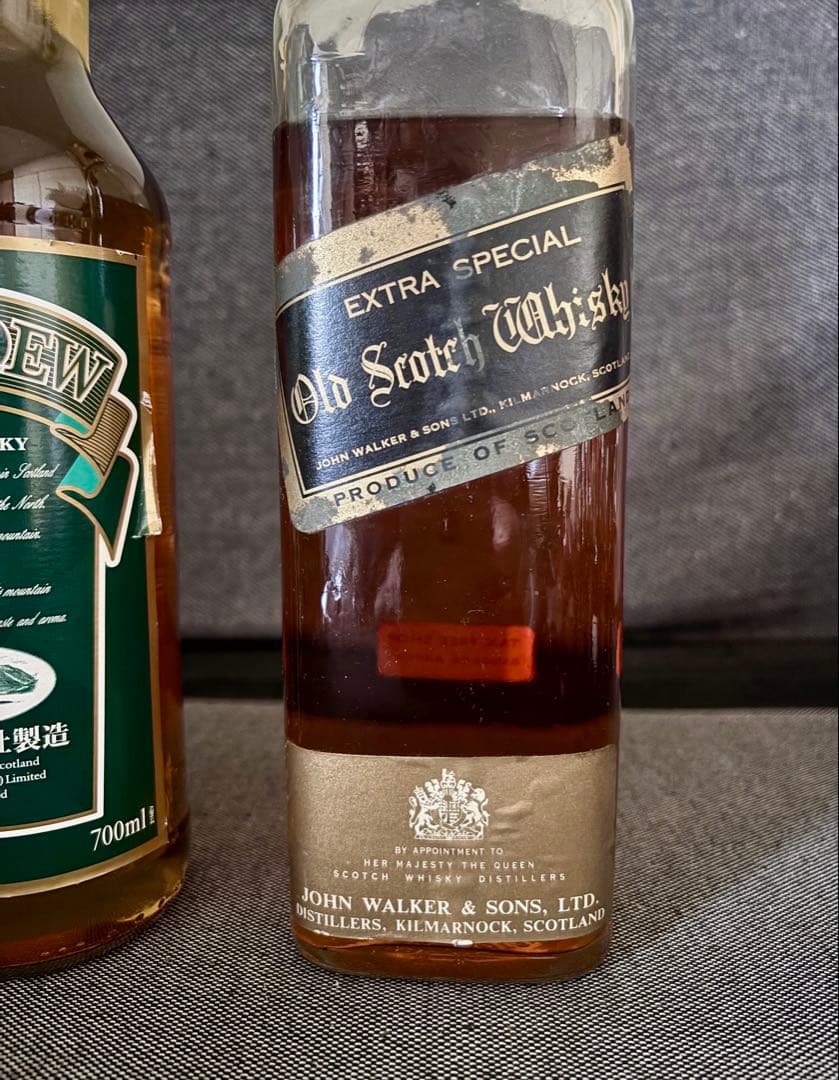 DEW
KY
in Scotland
the North.
mountain.
mountain
taste and aroma.
社製造
Scotland
) Limited
d
700ml
EXTRA SPECIAL
Old Scotch Whisky
JOHN WALKER & SONS LTD., KILMARNOCK, SCOTLAND
PRODUCE OF SCOTLAND
BY APPOINTMENT TO
HER MAJESTY THE QUEEN
SCOTCH WHISKY DISTILLERS
JOHN WALKER & SONS, LTD.
DISTILLERS, KILMARNOCK, SCOTLAND